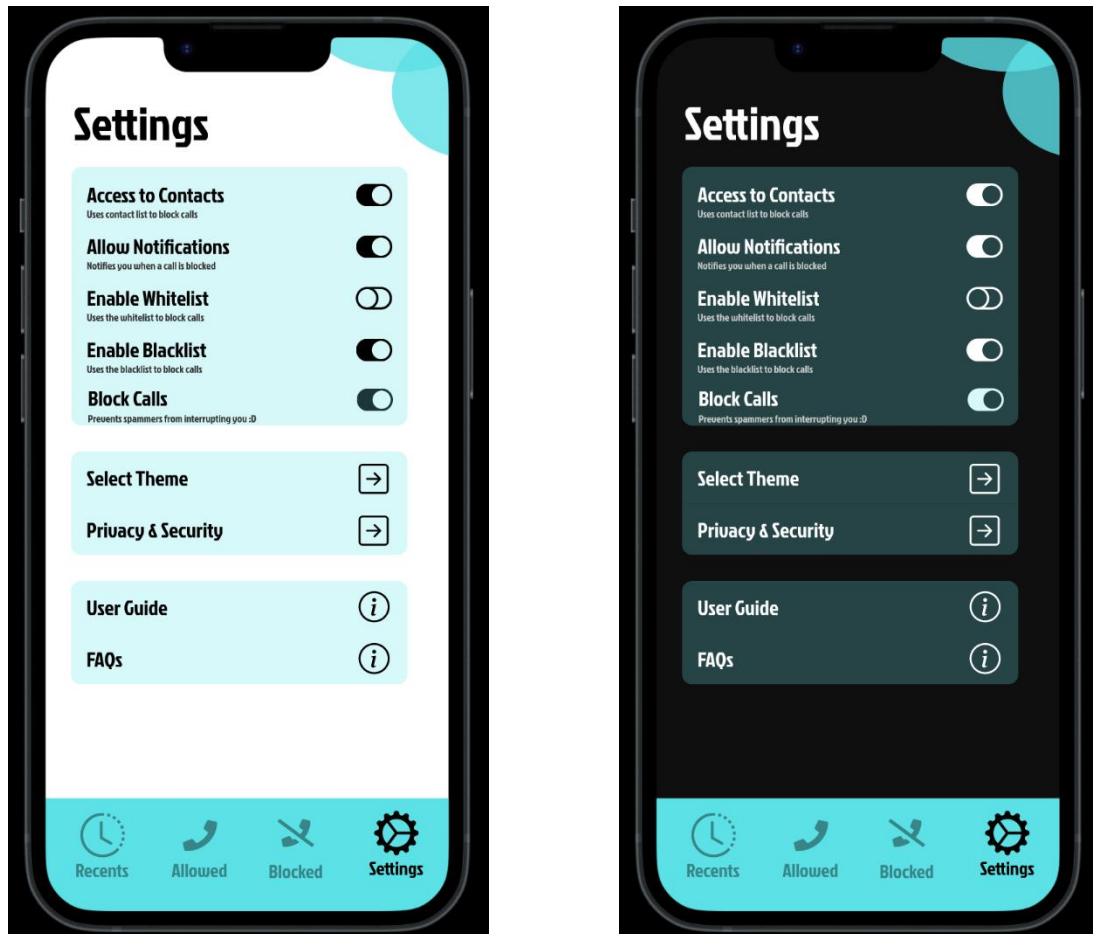 Settings
Access to Contacts
Uses contact list to block calls
Allow Notifications
Notifies you when a call is blocked
Enable Whitelist
Uses the whitelist to block calls
Enable Blacklist
Uses the blacklist to block calls
Block Calls
Prevents spammers from interrupting you :D
Select Theme
Privacy & Security
User Guide
FAQs
Recents
Allowed
Blocked
Settings
Settings
Access to Contacts
Uses contact list to block calls
Allow Notifications
Notifies you when a call is blocked
Enable Whitelist
Uses the whitelist to block calls
Enable Blacklist
Uses the blacklist to block calls
Block Calls
Prevents spammers from interrupting you :D
Select Theme
Privacy & Security
User Guide
FAQs
Recents
Allowed
Blocked
Settings